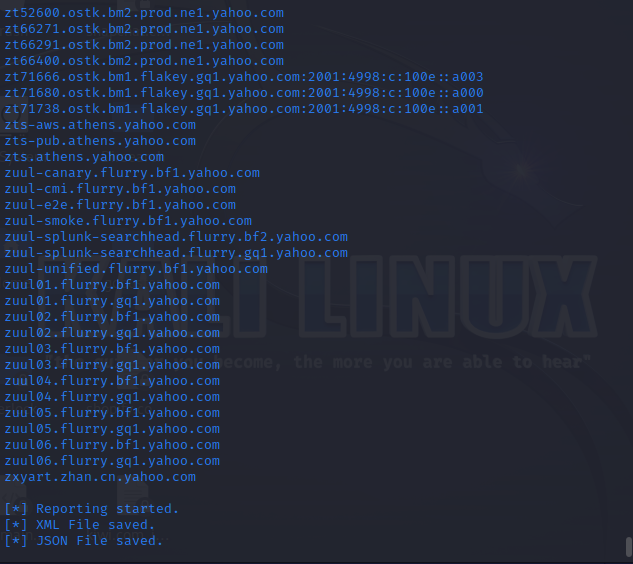 zt52600.ostk.bm2.prod.ne1.yahoo.com
zt66271.ostk.bm2.prod.ne1.yahoo.com
zt66291.ostk.bm2.prod.ne1.yahoo.com
zt66400.ostk.bm2.prod.ne1.yahoo.com
zt71666.ostk.bm1.flakey.gq1.yahoo.com:2001:4998:c:100e::a003
zt71680.ostk.bm1.flakey.gq1.yahoo.com:2001:4998:c:100e::a000
zt71738.ostk.bm1.flakey.gq1.yahoo.com:2001:4998:c:100e::a001
zts-aws.athens.yahoo.com
zts-pub.athens.yahoo.com
zts.athens.yahoo.com
zuul-canary.flurry.bf1.yahoo.com
zuul-cmi.flurry.bf1.yahoo.com
zuul-e2e.flurry.bf1.yahoo.com
zuul-smoke.flurry.bf1.yahoo.com
zuul-splunk-searchhead.flurry.bf2.yahoo.com
zuul-splunk-searchhead.flurry.gq1.yahoo.com
zuul-unified.flurry.bf1.yahoo.com
zuul01.flurry.bf1.yahoo.com
zuul01.flurry.gq1.yahoo.com
zuul02.flurry.bf1.yahoo.com
LINUX
zuul02.flurry.gq1.yahoo.com
zuul03.flurry.bf1.yahoo.com
zuul03.flurry.gq1.yahoo.com
become, the more you are able to hear"
zuul04.flurry.bf1.yahoo.com
zuul04.flurry.gq1.yahoo.com
zuul05.flurry.bf1.yahoo.com
zuul05.flurry.gq1.yahoo.com
zuul06.flurry.bf1.yahoo.com
zuul06.flurry.gq1.yahoo.com
zxyart.zhan.cn.yahoo.com
[*] Reporting started.
[*] XML File saved.
[*] JSON File saved.